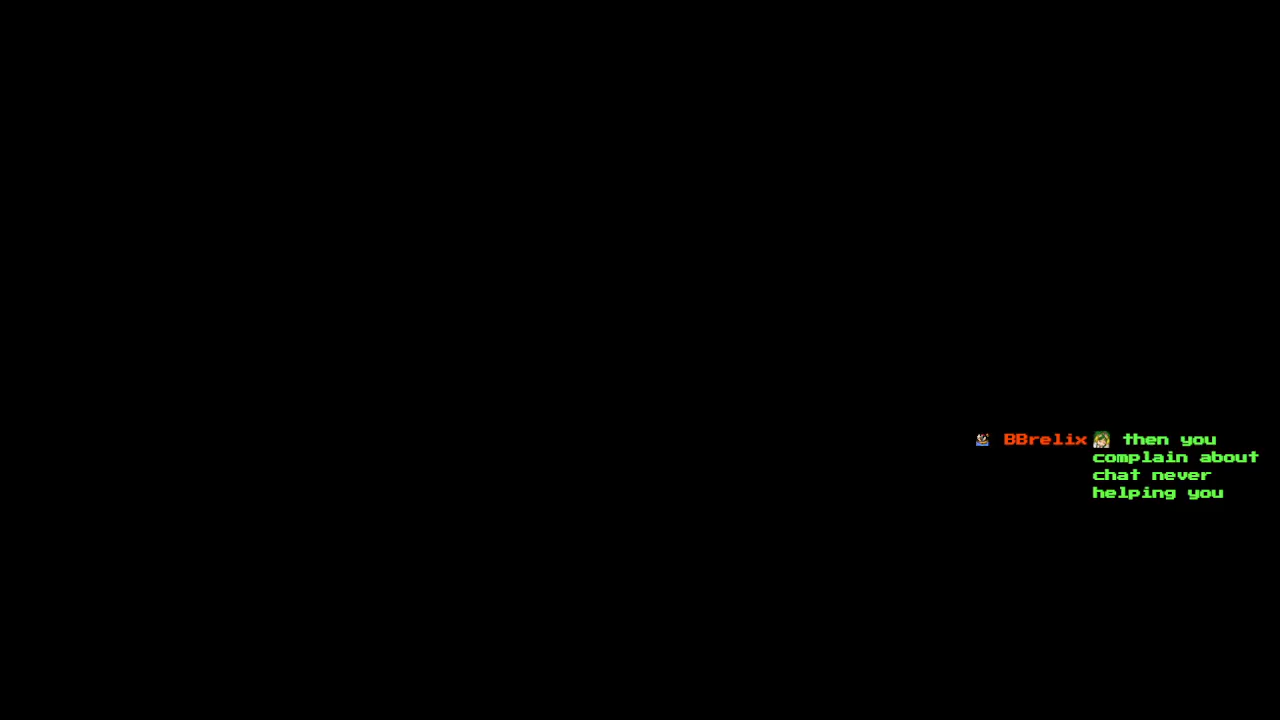 BBrelix then you
complain about
chat never
helping you